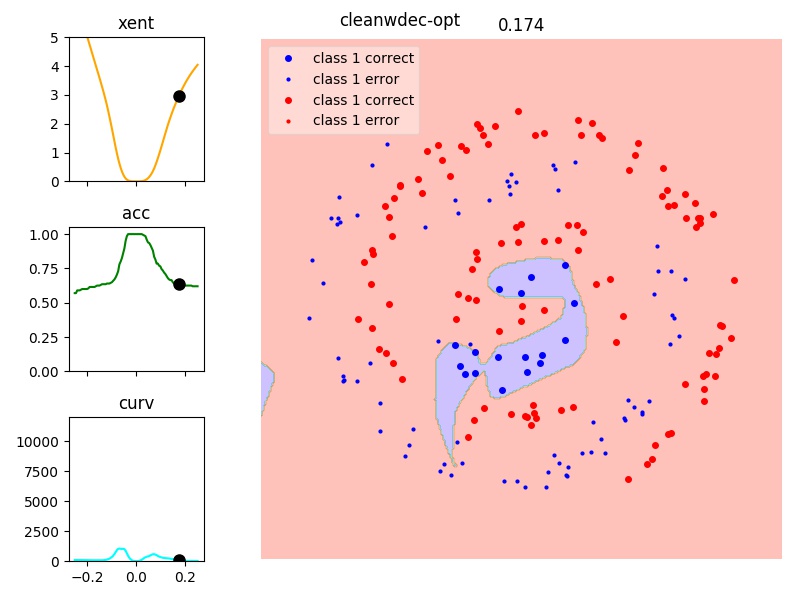 cleanwdec-opt 0.174
xent
5
4
3
2
1
0
acc
1.00
0.75
0.50
0.25
0.00
curv
10000
7500
5000
2500
0
−0.2 0.0 0.2
class 1 correct
class 1 error
class 1 correct
class 1 error